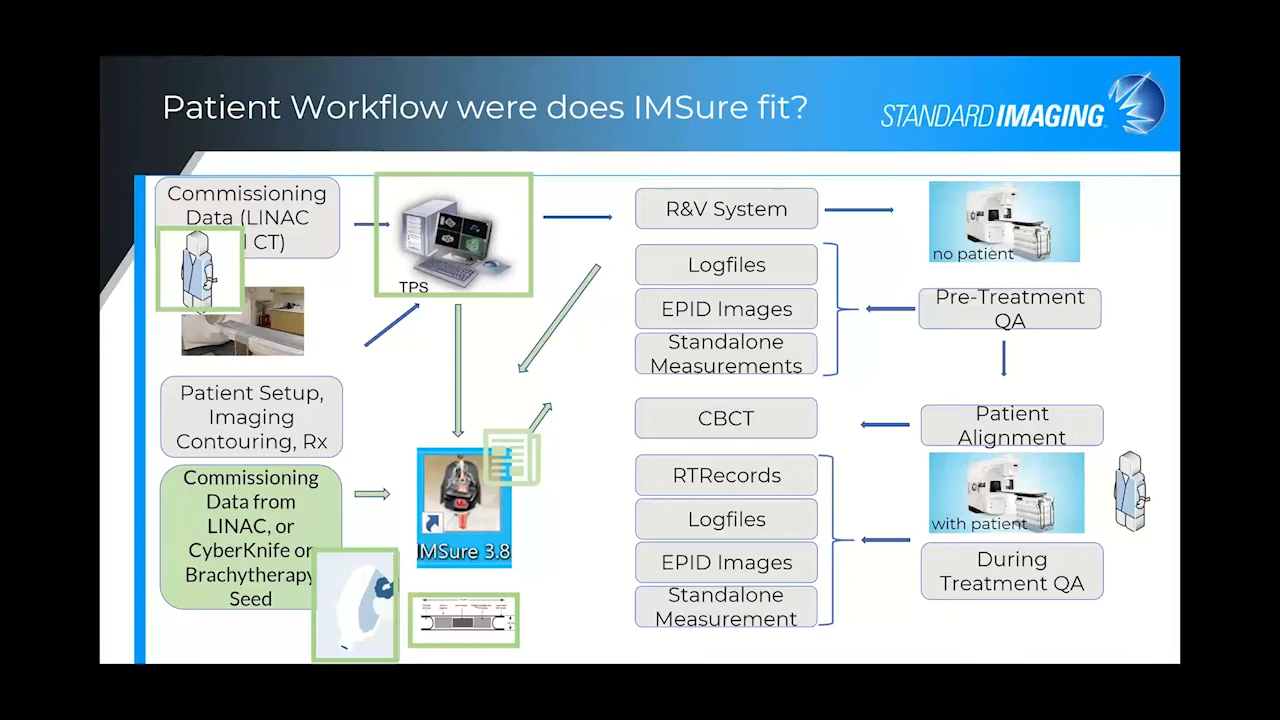 Patient Workflow were does IMSure fit?
STANDARDIMAGING
Commissioning
Data (LINAC
CT)
TPS
Patient Setup,
Imaging
Contouring, Rx
Commissioning
Data from
LINAC, or
CyberKnife or
Brachytherapy
Seed
IMSure 3.8
R&V System
Logfiles
EPID Images
Standalone
Measurements
CBCT
RTRecords
Logfiles
EPID Images
Standalone
Measurement
no patient
Pre-Treatment
QA
Patient
Alignment
with patient
During
Treatment QA